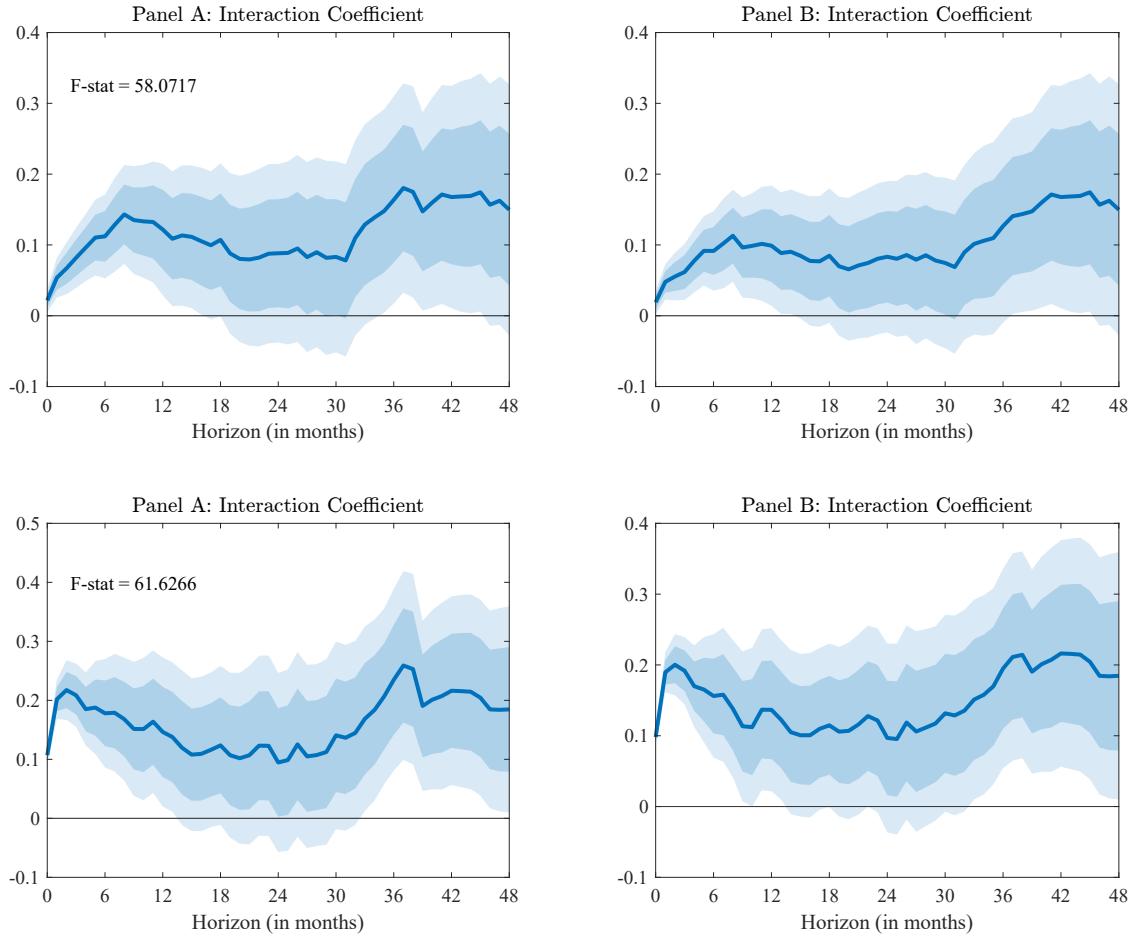 Panel A: Interaction Coefficient
0.4
F-stat = 58.0717
0.3
0.2
0.1
0
-0.1
0 6 12 18 24 30 36 42 48
Horizon (in months)
Panel B: Interaction Coefficient
0.4
0.3
0.2
0.1
0
-0.1
0 6 12 18 24 30 36 42 48
Horizon (in months)
Panel A: Interaction Coefficient
0.5
F-stat = 61.6266
0.4
0.3
0.2
0.1
0
-0.1
0 6 12 18 24 30 36 42 48
Horizon (in months)
Panel B: Interaction Coefficient
0.4
0.3
0.2
0.1
0
-0.1
0 6 12 18 24 30 36 42 48
Horizon (in months)